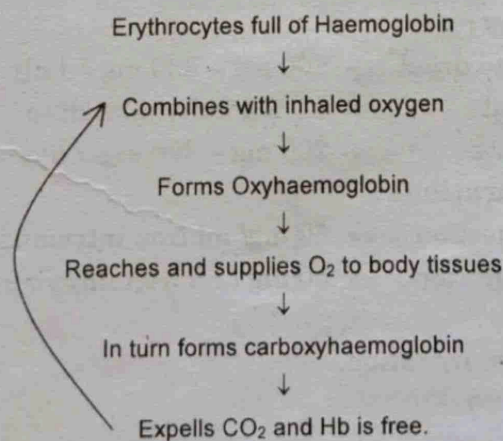 Erythrocytes full of Haemoglobin
↓
Combines with inhaled oxygen
↓
Forms Oxyhaemoglobin
↓
Reaches and supplies O₂ to body tissues
↓
In turn forms carboxyhaemoglobin
↓
Expells CO₂ and Hb is free.